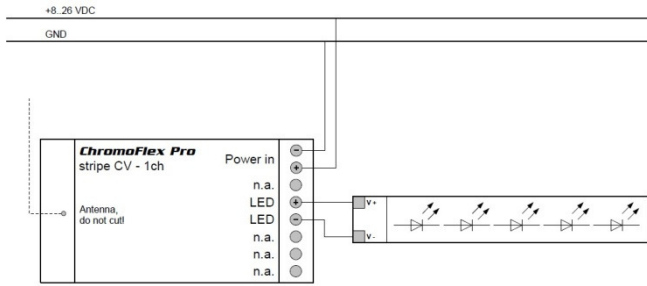 +8..26 VDC
GND
ChromoFlex Pro
stripe CV - 1ch
Power in
n.a.
LED
LED
n.a.
n.a.
n.a.
Antenna,
do not cut!
V+
V-